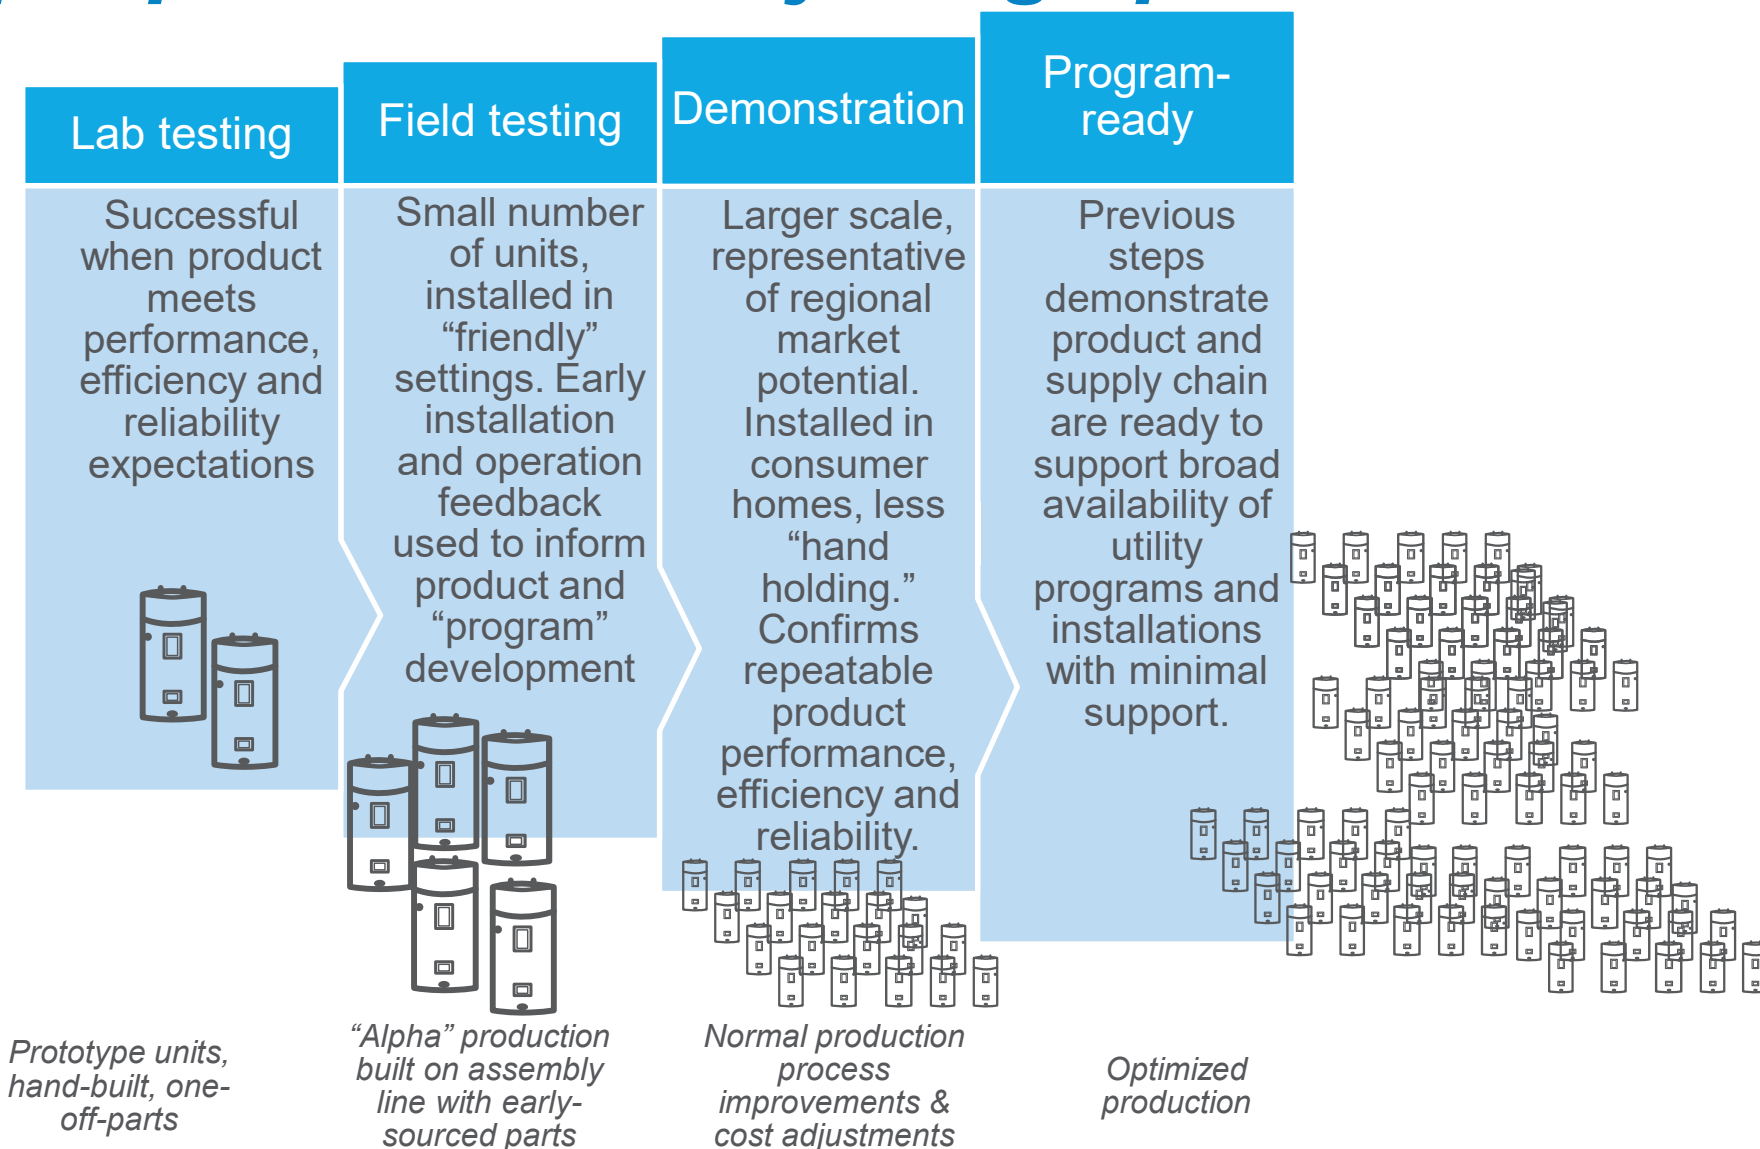 Lab testing
Successful
when product
meets
performance,
efficiency and
reliability
expectations
Field testing
Small number
of units,
installed in
“friendly”
settings. Early
installation
and operation
feedback
used to inform
product and
“program”
development
Demonstration
Larger scale,
representative
of regional
market
potential.
Installed in
consumer
homes, less
“hand
holding.”
Confirms
repeatable
product
performance,
efficiency and
reliability.
Program-
ready
Previous
steps
demonstrate
product and
supply chain
are ready to
support broad
availability of
utility
programs and
installations
with minimal
support.
Prototype units,
hand-built, one-
off-parts
“Alpha” production
built on assembly
line with early-
sourced parts
Normal production
process
improvements &
cost adjustments
Optimized
production